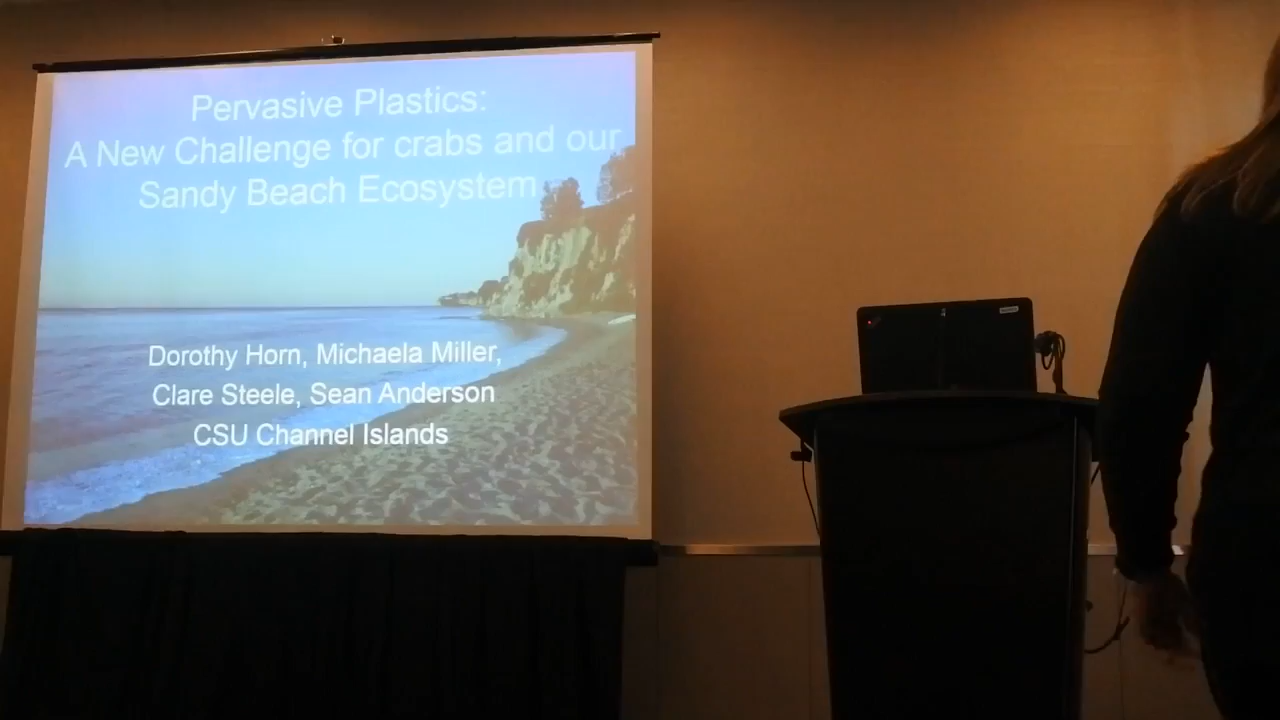 Pervasive Plastics:
A New Challenge for crabs and our
Sandy Beach Ecosystem
Dorothy Horn, Michaela Miller,
Clare Steele, Sean Anderson
CSU Channel Islands